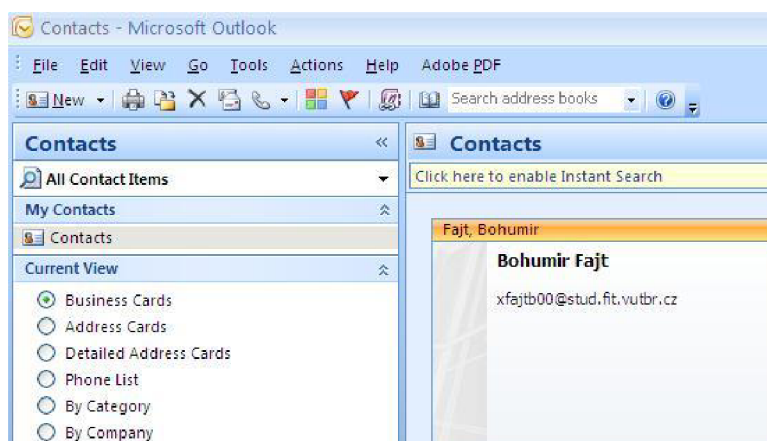 Contacts - Microsoft Outlook
File Edit View Go Tools Actions Help Adobe PDF
New Search address books
Contacts «
All Contact Items
My Contacts
Contacts
Current View
Business Cards
Address Cards
Detailed Address Cards
Phone List
By Category
By Company
Contacts
Click here to enable Instant Search
Fajt, Bohumir
Bohumir Fajt
xfajtb00@stud.fit.vutbr.cz